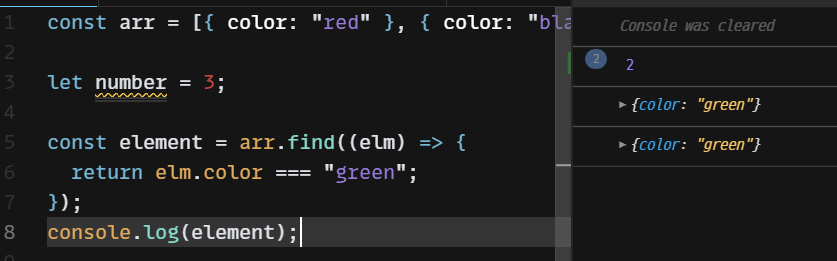 1 const arr = [{ color: "red" }, { color: "bla
2
3 let number = 3;
4
5 const element = arr.find((elm) => {
6 return elm.color === "green";
7 });
8 console.log(element);
Console was cleared
2 2
▶ {color: "green"}
▶ {color: "green"}